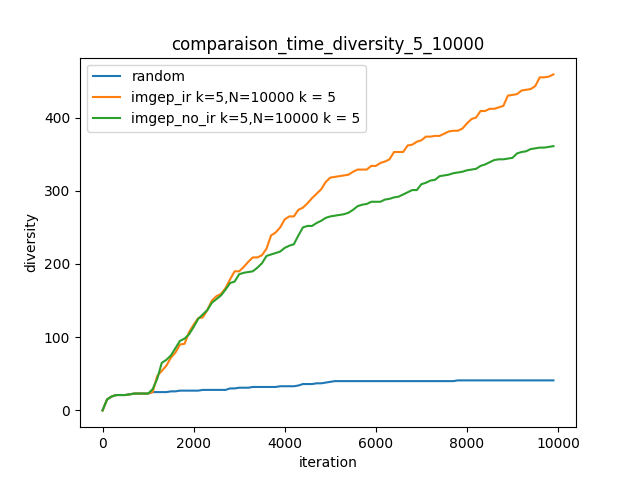 comparaison_time_diversity_5_10000
random
imgep_ir k=5,N=10000 k = 5
imgep_no_ir k=5,N=10000 k = 5
400
300
200
100
0
diversity
0 2000 4000 6000 8000 10000
iteration